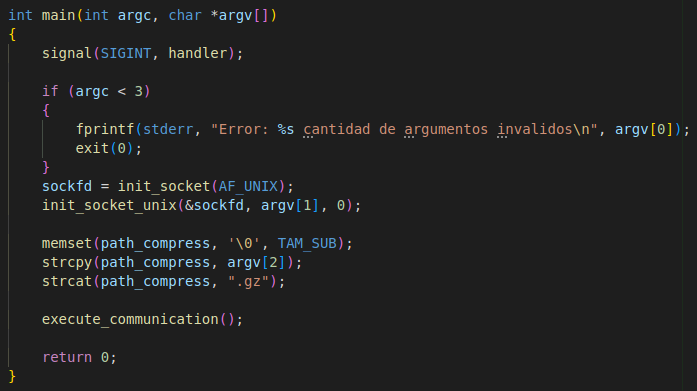 int main(int argc, char *argv[])
{
    signal(SIGINT, handler);

    if (argc < 3)
    {
        fprintf(stderr, "Error: %s cantidad de argumentos invalidos\n", argv[0]);
        exit(0);
    }
    sockfd = init_socket(AF_UNIX);
    init_socket_unix(&sockfd, argv[1], 0);

    memset(path_compress, '\0', TAM_SUB);
    strcpy(path_compress, argv[2]);
    strcat(path_compress, ".gz");

    execute_communication();

    return 0;
}